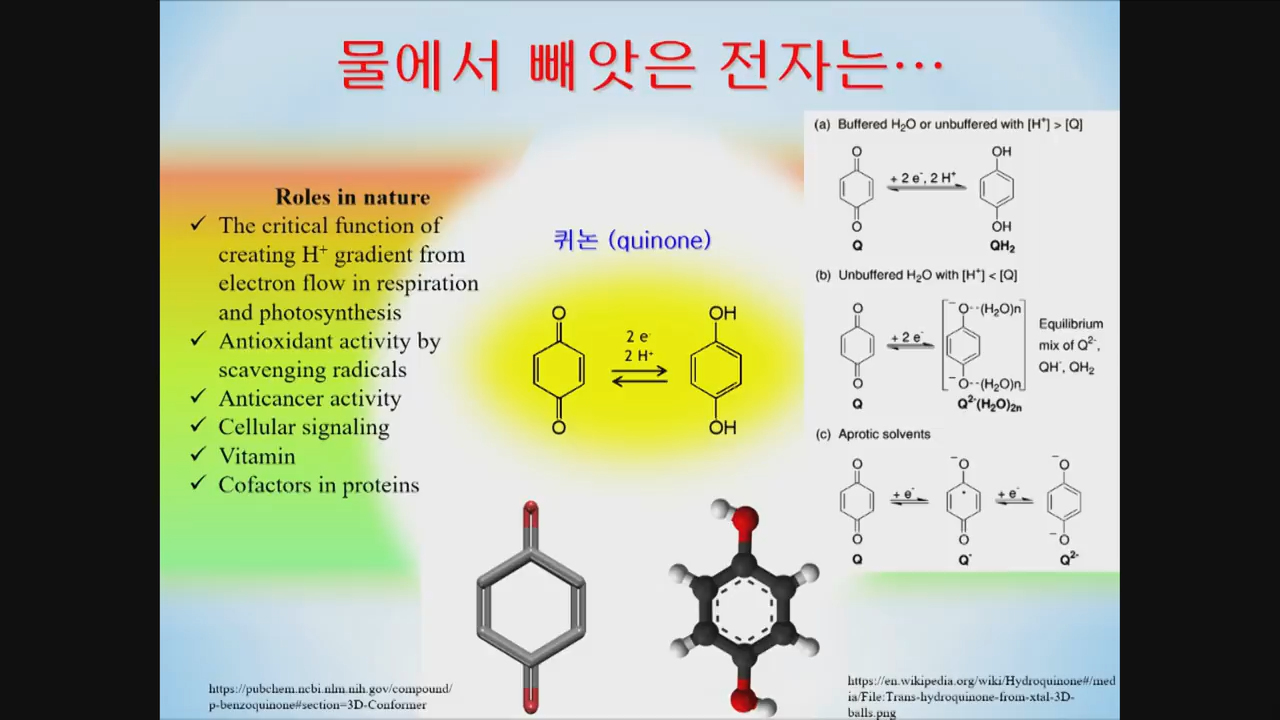 물에서 빼앗은 전자는…
Roles in nature
✓ The critical function of
creating H⁺ gradient from
electron flow in respiration
and photosynthesis
✓ Antioxidant activity by
scavenging radicals
✓ Anticancer activity
✓ Cellular signaling
✓ Vitamin
✓ Cofactors in proteins
퀴논 (quinone)
O
O
2 e⁻
2 H⁺
OH
OH
(a) Buffered H₂O or unbuffered with [H⁺] > [Q]
O
O
Q
+ 2 e⁻, 2 H⁺
OH
OH
QH₂
(b) Unbuffered H₂O with [H⁺] < [Q]
O
O
Q
+ 2 e⁻
⁻O--(H₂O)n
⁻O--(H₂O)n
Q²⁻(H₂O)₂n
Equilibrium
mix of Q²⁻,
QH⁻, QH₂
(c) Aprotic solvents
O
O
Q
+ e⁻
⁻O
O
Q⁻
+ e⁻
⁻O
⁻O
Q²⁻
https://pubchem.ncbi.nlm.nih.gov/compound/
p-benzoquinone#section=3D-Conformer
https://en.wikipedia.org/wiki/Hydroquinone#/med
ia/File:Trans-hydroquinone-from-xtal-3D-
balls.png